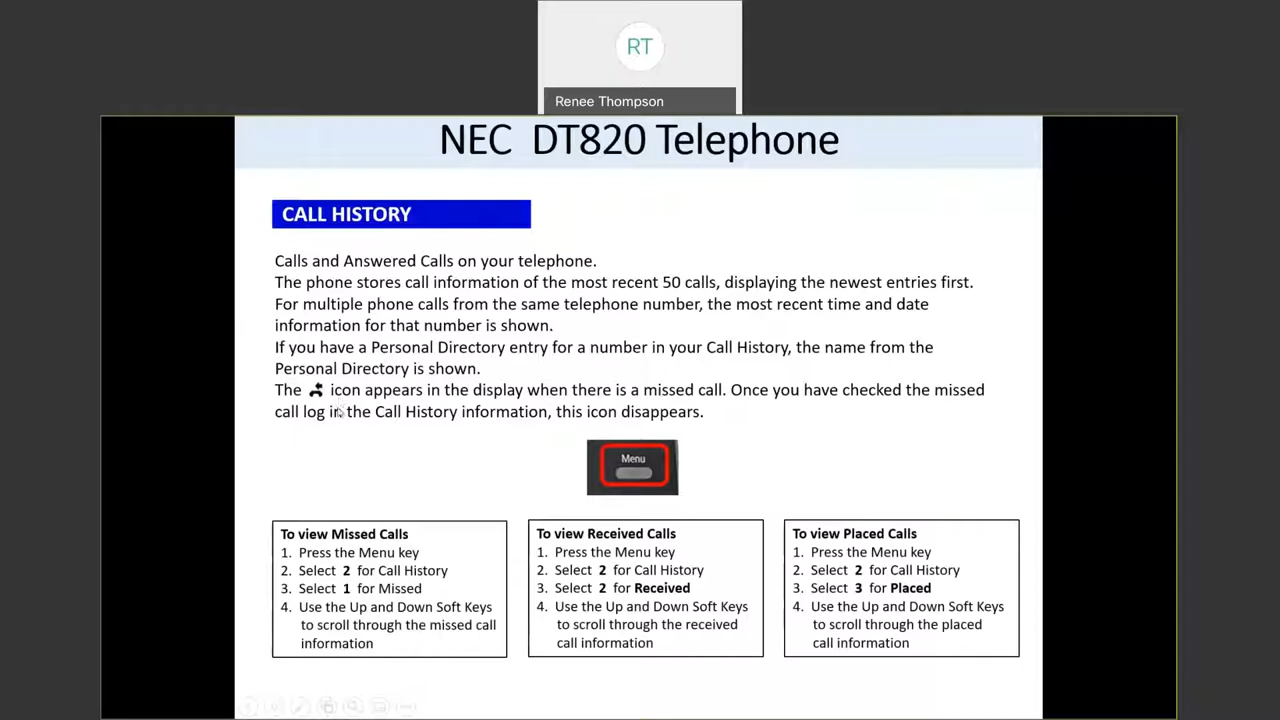 RT
Renee Thompson
NEC DT820 Telephone
CALL HISTORY
Calls and Answered Calls on your telephone.
The phone stores call information of the most recent 50 calls, displaying the newest entries first.
For multiple phone calls from the same telephone number, the most recent time and date
information for that number is shown.
If you have a Personal Directory entry for a number in your Call History, the name from the
Personal Directory is shown.
The icon appears in the display when there is a missed call. Once you have checked the missed
call log in the Call History information, this icon disappears.
Menu
To view Missed Calls
1. Press the Menu key
2. Select 2 for Call History
3. Select 1 for Missed
4. Use the Up and Down Soft Keys
to scroll through the missed call
information
To view Received Calls
1. Press the Menu key
2. Select 2 for Call History
3. Select 2 for Received
4. Use the Up and Down Soft Keys
to scroll through the received
call information
To view Placed Calls
1. Press the Menu key
2. Select 2 for Call History
3. Select 3 for Placed
4. Use the Up and Down Soft Keys
to scroll through the placed
call information